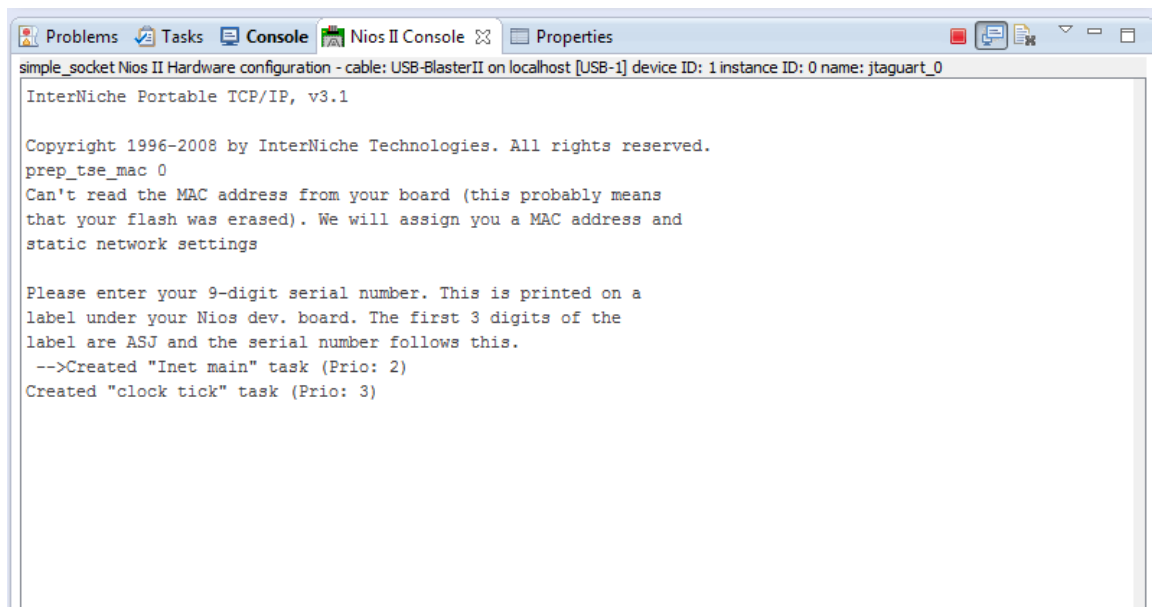 Problems Tasks Console Nios II Console Properties
simple_socket Nios II Hardware configuration - cable: USB-BlasterII on localhost [USB-1] device ID: 1 instance ID: 0 name: jtaguart_0
InterNiche Portable TCP/IP, v3.1
Copyright 1996-2008 by InterNiche Technologies. All rights reserved.
prep_tse_mac 0
Can't read the MAC address from your board (this probably means
that your flash was erased). We will assign you a MAC address and
static network settings
Please enter your 9-digit serial number. This is printed on a
label under your Nios dev. board. The first 3 digits of the
label are ASJ and the serial number follows this.
-->Created "Inet main" task (Prio: 2)
Created "clock tick" task (Prio: 3)